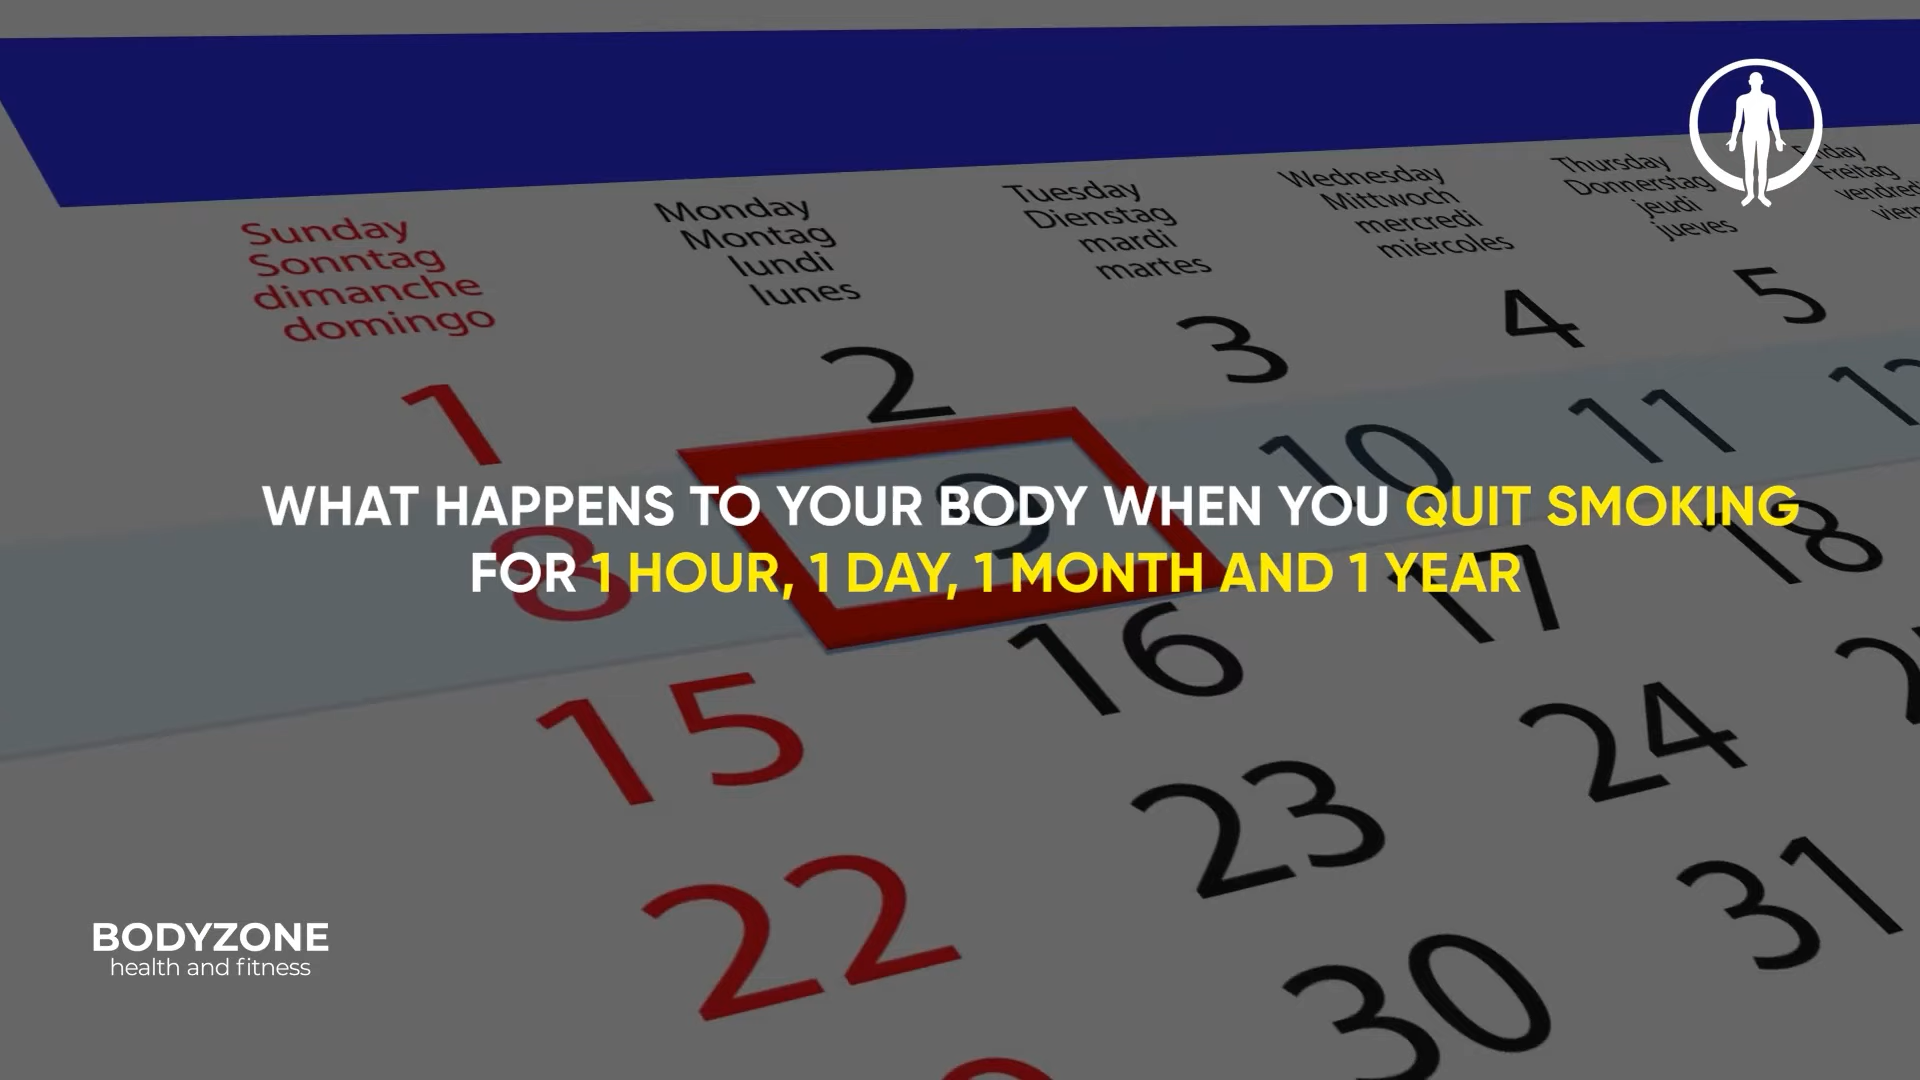 Sunday
Sonntag
dimanche
domingo
Monday
Montag
lundi
lunes
Tuesday
Dienstag
mardi
martes
Wednesday
Mittwoch
mercredi
miércoles
Thursday
Donnerstag
jeudi
jueves
Freitag
1 2 3 4 5
WHAT HAPPENS TO YOUR BODY WHEN YOU QUIT SMOKING
FOR 1 HOUR, 1 DAY, 1 MONTH AND 1 YEAR
8 9 10 11 12
15 16 17 18
22 23 24
30 31
BODYZONE
health and fitness